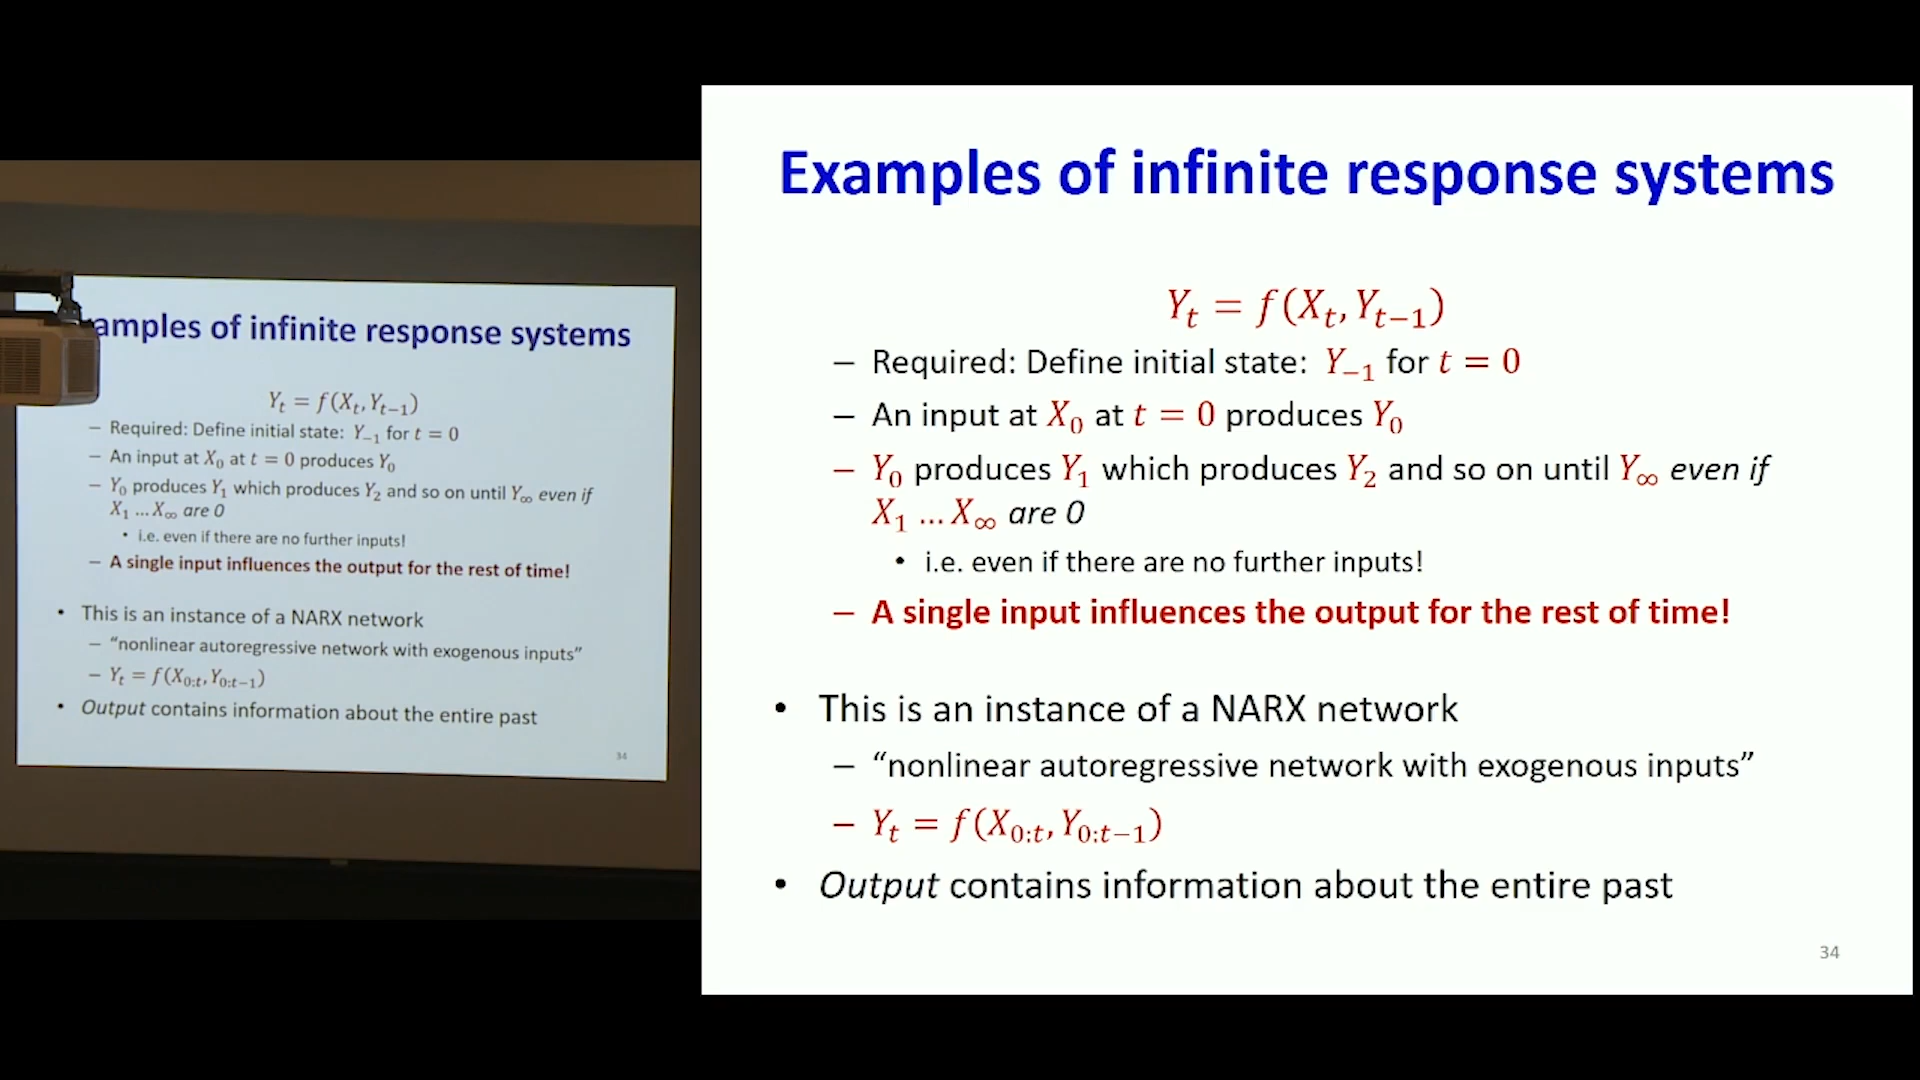 amples of infinite response systems
Yₜ = f(Xₜ, Yₜ₋₁)
– Required: Define initial state: Y₋₁ for t = 0
– An input at X₀ at t = 0 produces Y₀
– Y₀ produces Y₁ which produces Y₂ and so on until Y∞ even if
X₁ … X∞ are 0
• i.e. even if there are no further inputs!
– A single input influences the output for the rest of time!
• This is an instance of a NARX network
– “nonlinear autoregressive network with exogenous inputs”
– Yₜ = f(X₀:ₜ, Y₀:ₜ₋₁)
• Output contains information about the entire past
34
Examples of infinite response systems
Yₜ = f(Xₜ, Yₜ₋₁)
– Required: Define initial state: Y₋₁ for t = 0
– An input at X₀ at t = 0 produces Y₀
– Y₀ produces Y₁ which produces Y₂ and so on until Y∞ even if
X₁ … X∞ are 0
• i.e. even if there are no further inputs!
– A single input influences the output for the rest of time!
• This is an instance of a NARX network
– “nonlinear autoregressive network with exogenous inputs”
– Yₜ = f(X₀:ₜ, Y₀:ₜ₋₁)
• Output contains information about the entire past
34